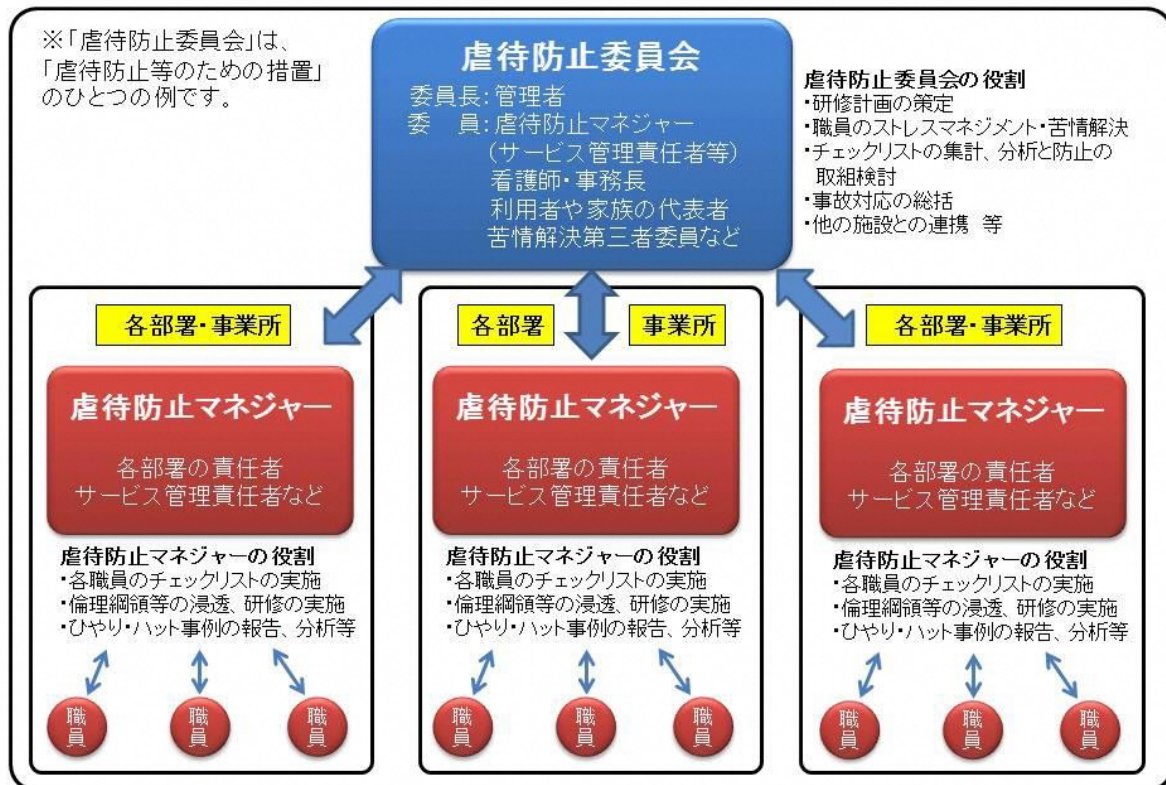 ※「虐待防止委員会」は、
「虐待防止等のための措置」
のひとつの例です。
虐待防止委員会
委員長：管理者
委　員：虐待防止マネジャー
（サービス管理責任者等）
看護師・事務長
利用者や家族の代表者
苦情解決第三者委員など
虐待防止委員会の役割
・研修計画の策定
・職員のストレスマネジメント・苦情解決
・チェックリストの集計、分析と防止の
取組検討
・事故対応の総括
・他の施設との連携 等
各部署・事業所
虐待防止マネジャー
各部署の責任者
サービス管理責任者など
虐待防止マネジャーの役割
・各職員のチェックリストの実施
・倫理綱領等の浸透、研修の実施
・ひやり・ハット事例の報告、分析等
職員
職員
職員
各部署
事業所
虐待防止マネジャー
各部署の責任者
サービス管理責任者など
虐待防止マネジャーの役割
・各職員のチェックリストの実施
・倫理綱領等の浸透、研修の実施
・ひやり・ハット事例の報告、分析等
職員
職員
職員
各部署・事業所
虐待防止マネジャー
各部署の責任者
サービス管理責任者など
虐待防止マネジャーの役割
・各職員のチェックリストの実施
・倫理綱領等の浸透、研修の実施
・ひやり・ハット事例の報告、分析等
職員
職員
職員